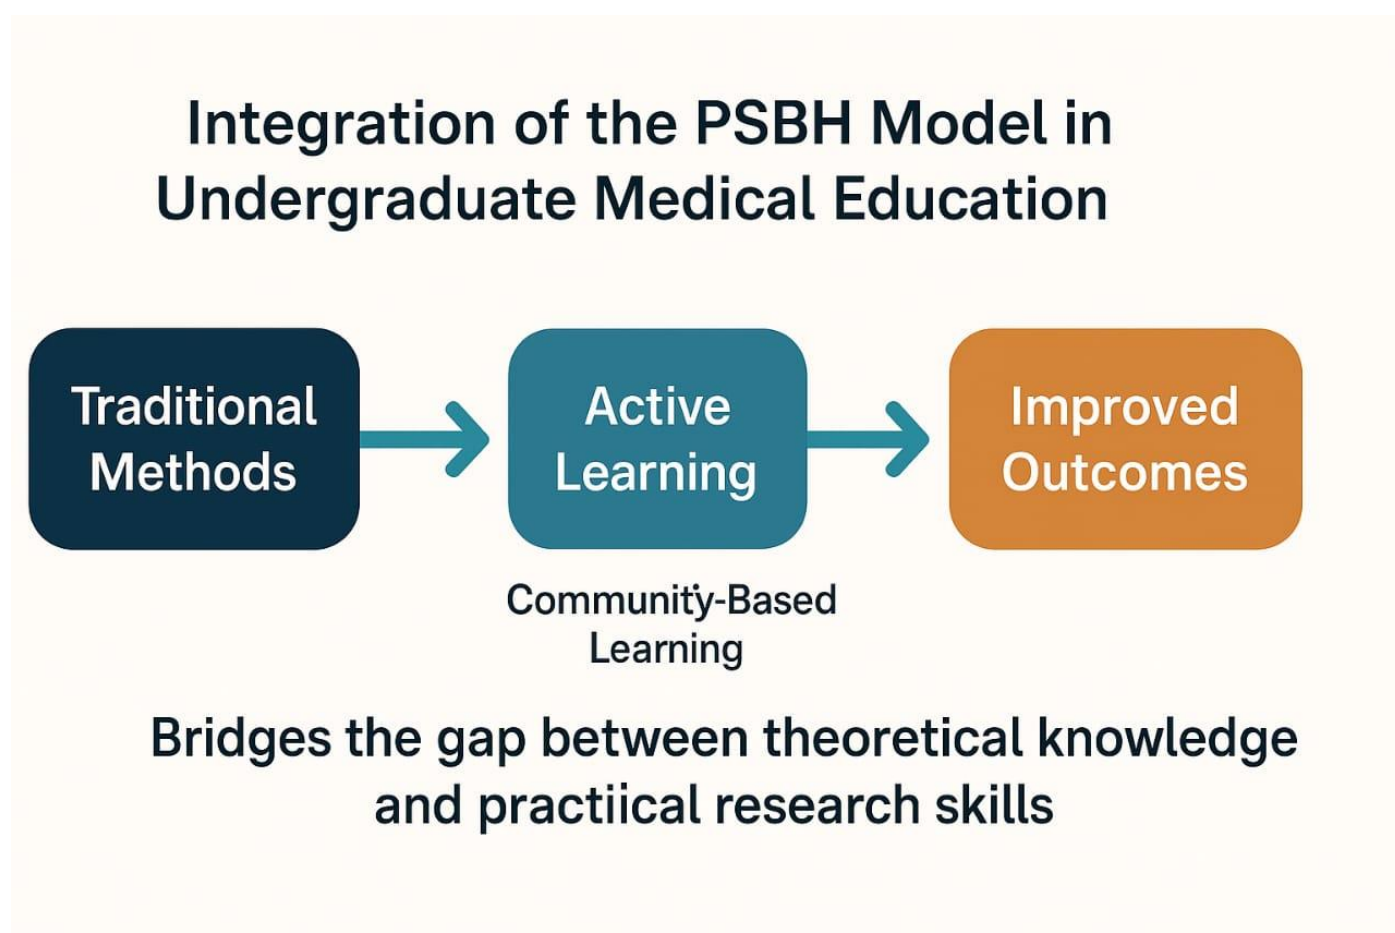 Integration of the PSBH Model in
Undergraduate Medical Education
Traditional
Methods
Active
Learning
Improved
Outcomes
Community-Based
Learning
Bridges the gap between theoretical knowledge
and practiical research skills